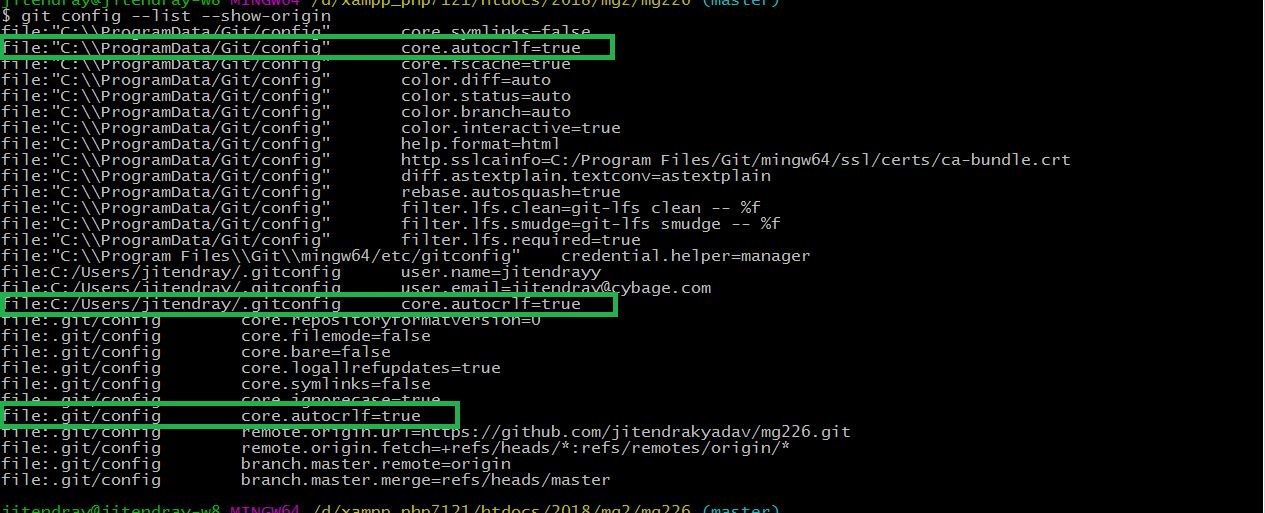 jitendray@jitendray-w8 MINGW64 /d/xampp_php7121/htdocs/2018/mg2/mg226 (master)
$ git config --list --show-origin
file:"C:\\ProgramData/Git/config" core.symlinks=false
file:"C:\\ProgramData/Git/config" core.autocrlf=true
file:"C:\\ProgramData/Git/config" core.fscache=true
file:"C:\\ProgramData/Git/config" color.diff=auto
file:"C:\\ProgramData/Git/config" color.status=auto
file:"C:\\ProgramData/Git/config" color.branch=auto
file:"C:\\ProgramData/Git/config" color.interactive=true
file:"C:\\ProgramData/Git/config" help.format=html
file:"C:\\ProgramData/Git/config" http.sslcainfo=C:/Program Files/Git/mingw64/ssl/certs/ca-bundle.crt
file:"C:\\ProgramData/Git/config" diff.astextplain.textconv=astextplain
file:"C:\\ProgramData/Git/config" rebase.autosquash=true
file:"C:\\ProgramData/Git/config" filter.lfs.clean=git-lfs clean -- %f
file:"C:\\ProgramData/Git/config" filter.lfs.smudge=git-lfs smudge -- %f
file:"C:\\ProgramData/Git/config" filter.lfs.required=true
file:"C:\\Program Files\\Git\\mingw64/etc/gitconfig" credential.helper=manager
file:C:/Users/jitendray/.gitconfig user.name=jitendrayy
file:C:/Users/jitendray/.gitconfig user.email=jitendray@cybage.com
file:C:/Users/jitendray/.gitconfig core.autocrlf=true
file:.git/config core.repositoryformatversion=0
file:.git/config core.filemode=false
file:.git/config core.bare=false
file:.git/config core.logallrefupdates=true
file:.git/config core.symlinks=false
file:.git/config core.ignorecase=true
file:.git/config core.autocrlf=true
file:.git/config remote.origin.url=https://github.com/jitendrakyadav/mg226.git
file:.git/config remote.origin.fetch=+refs/heads/*:refs/remotes/origin/*
file:.git/config branch.master.remote=origin
file:.git/config branch.master.merge=refs/heads/master
jitendray@jitendray-w8 MINGW64 /d/xampp_php7121/htdocs/2018/mg2/mg226 (master)